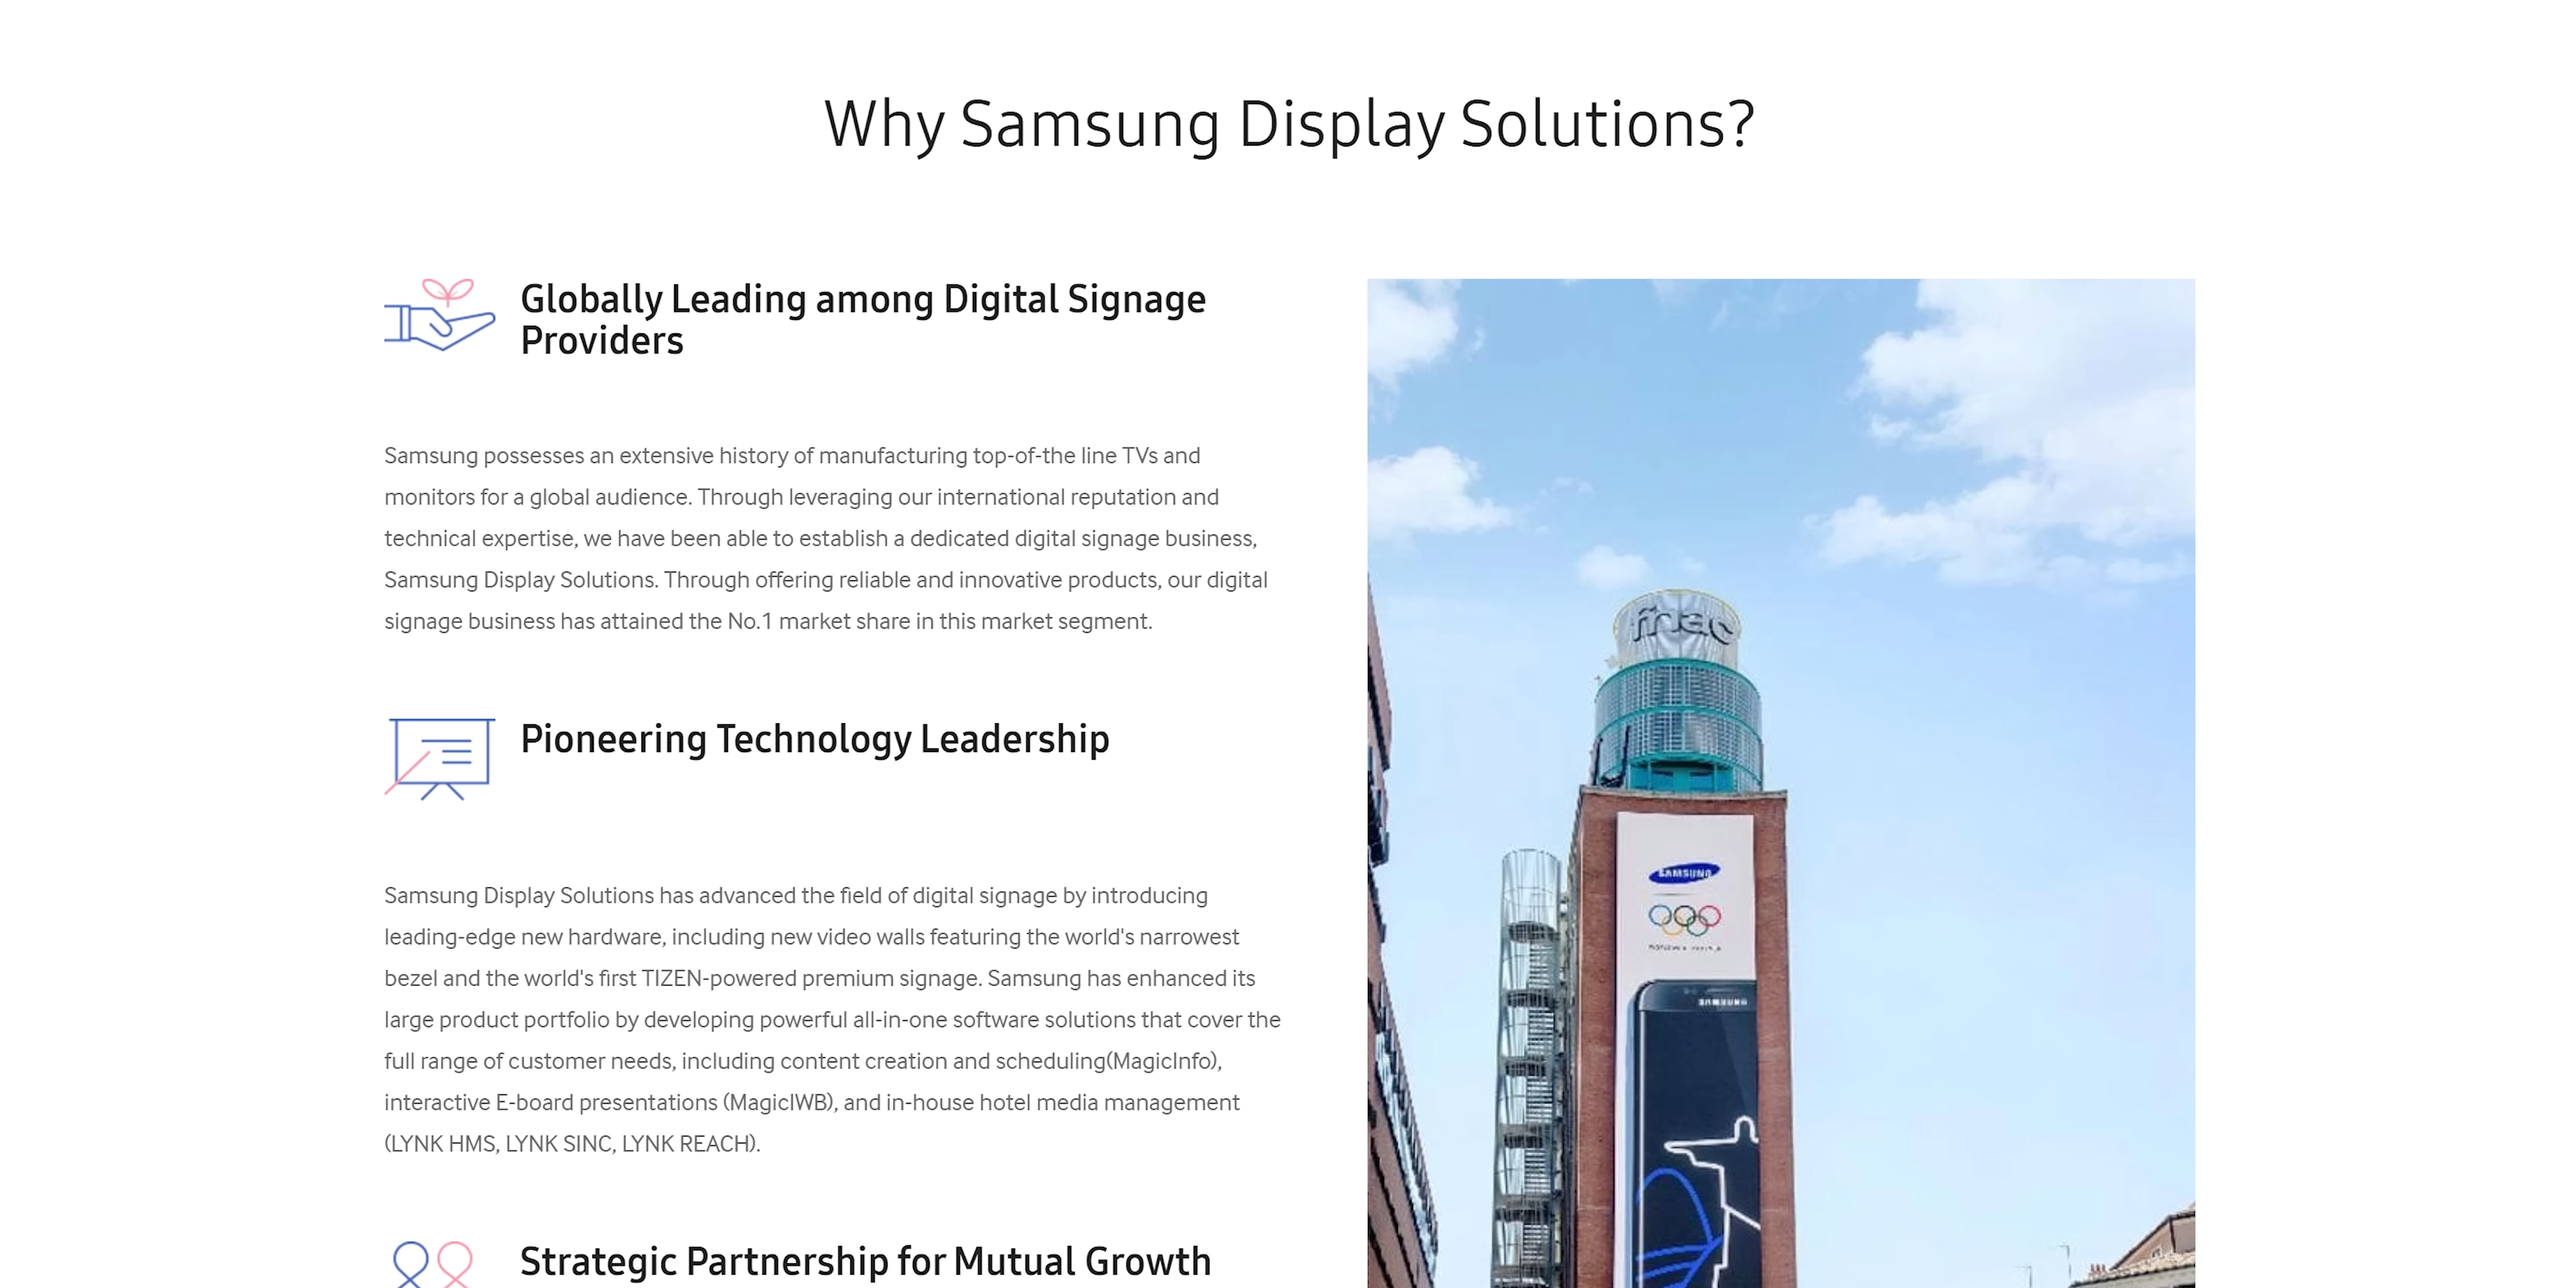 Why Samsung Display Solutions?
Globally Leading among Digital Signage
Providers
Samsung possesses an extensive history of manufacturing top-of-the line TVs and
monitors for a global audience. Through leveraging our international reputation and
technical expertise, we have been able to establish a dedicated digital signage business,
Samsung Display Solutions. Through offering reliable and innovative products, our digital
signage business has attained the No.1 market share in this market segment.
Pioneering Technology Leadership
Samsung Display Solutions has advanced the field of digital signage by introducing
leading-edge new hardware, including new video walls featuring the world's narrowest
bezel and the world's first TIZEN-powered premium signage. Samsung has enhanced its
large product portfolio by developing powerful all-in-one software solutions that cover the
full range of customer needs, including content creation and scheduling(MagicInfo),
interactive E-board presentations (MagicIWB), and in-house hotel media management
(LYNK HMS, LYNK SINC, LYNK REACH).
Strategic Partnership for Mutual Growth
fnac
SAMSUNG
SAMSUNG